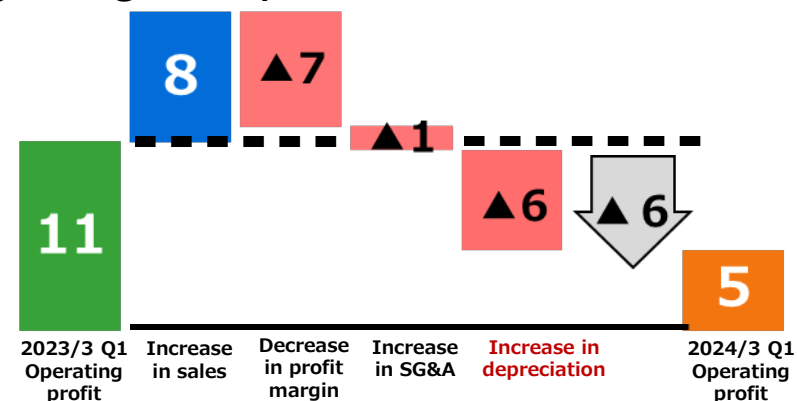 8
▲7
▲1
11
▲6
▲6
5
2023/3 Q1
Operating
profit
Increase
in sales
Decrease
in profit
margin
Increase
in SG&A
Increase in
depreciation
2024/3 Q1
Operating
profit